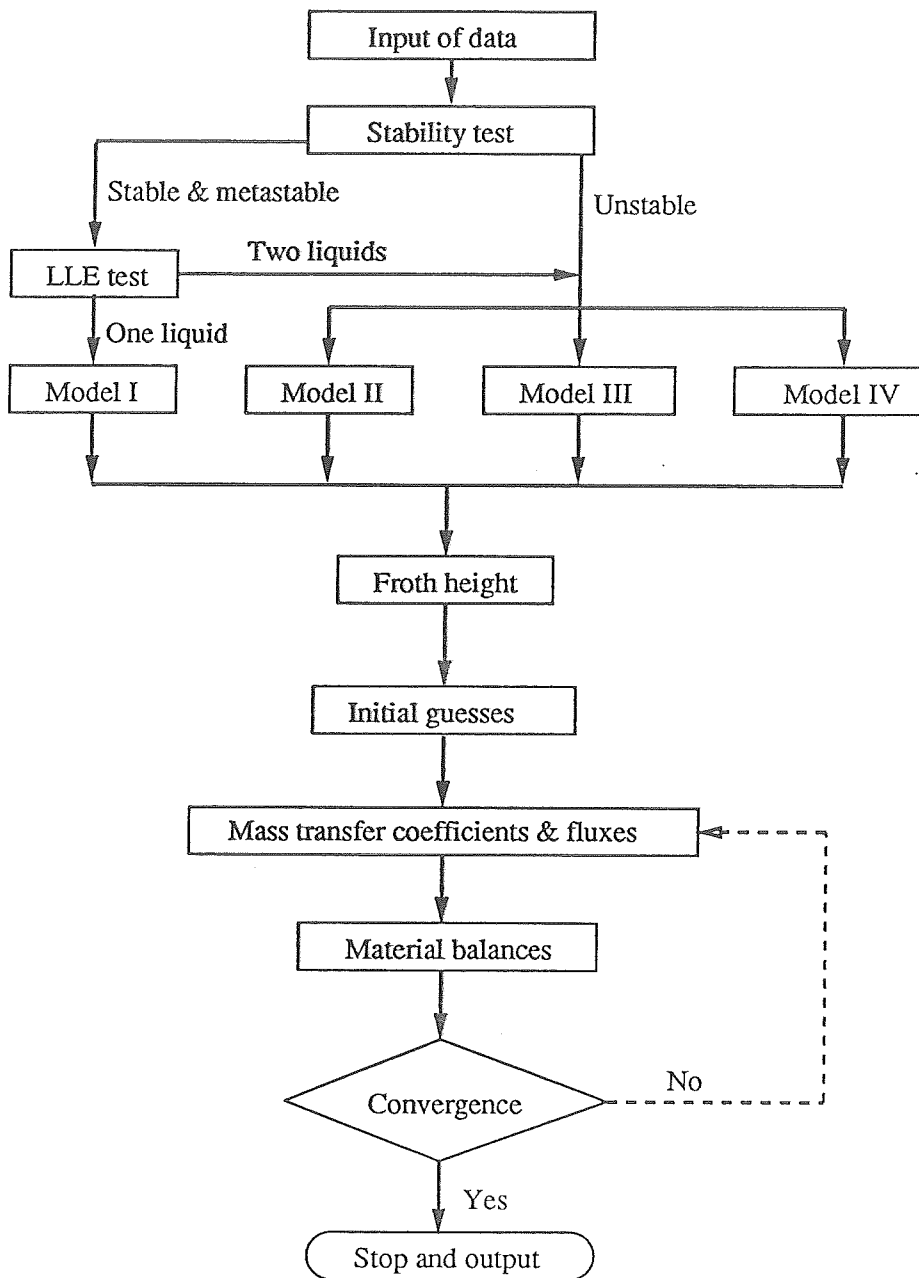 Input of data
Stability test
Stable & metastable
Unstable
Two liquids
LLE test
One liquid
Model I
Model II
Model III
Model IV
Froth height
Initial guesses
Mass transfer coefficients & fluxes
Material balances
Convergence
No
Yes
Stop and output